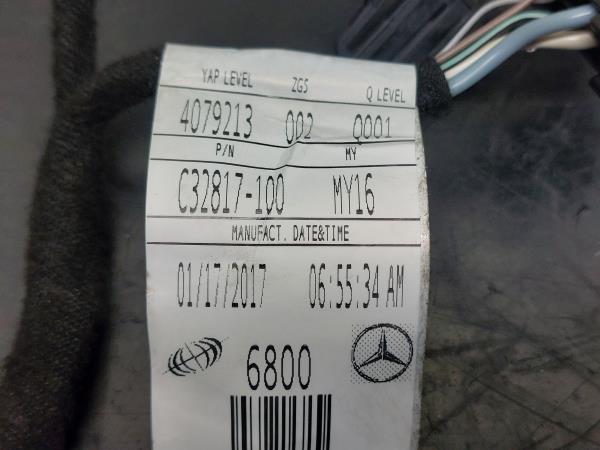 YAP LEVEL ZGS Q LEVEL
4079213 002 Q001
P/N MY
C32817-100 MY16
MANUFACT. DATE&TIME
01/17/2017 06:55:34 AM
6800